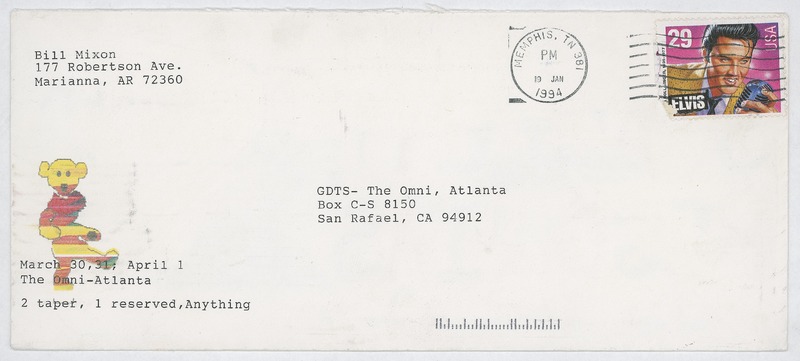 Bill Mixon
177 Robertson Ave.
Marianna, AR 72360
MEMPHIS, TN 381
PM
19 JAN
1994
29
USA
ELVIS
GDTS- The Omni, Atlanta
Box C-S 8150
San Rafael, CA 94912
March 30,31; April 1
The Omni-Atlanta
2 taper, 1 reserved,Anything